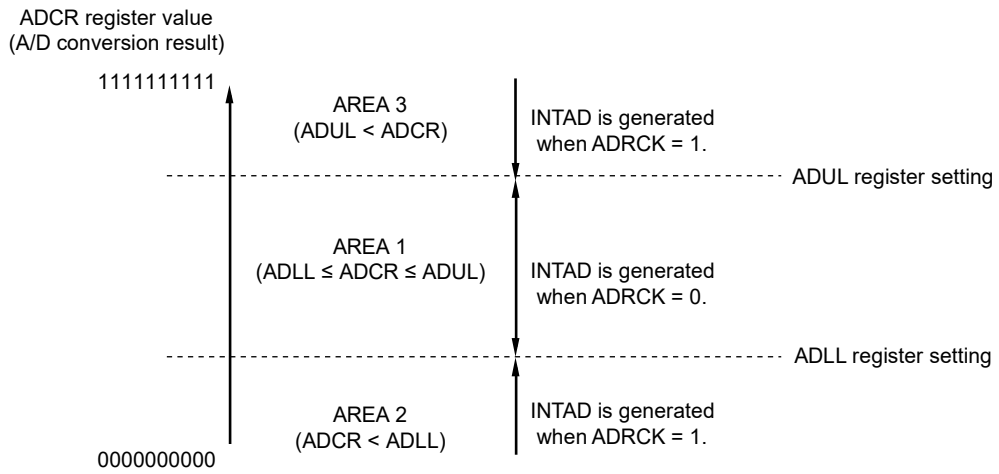 ADCR register value
(A/D conversion result)
1111111111
AREA 3
(ADUL < ADCR)
INTAD is generated
when ADRCK = 1.
ADUL register setting
AREA 1
(ADLL ≤ ADCR ≤ ADUL)
INTAD is generated
when ADRCK = 0.
ADLL register setting
AREA 2
(ADCR < ADLL)
INTAD is generated
when ADRCK = 1.
0000000000